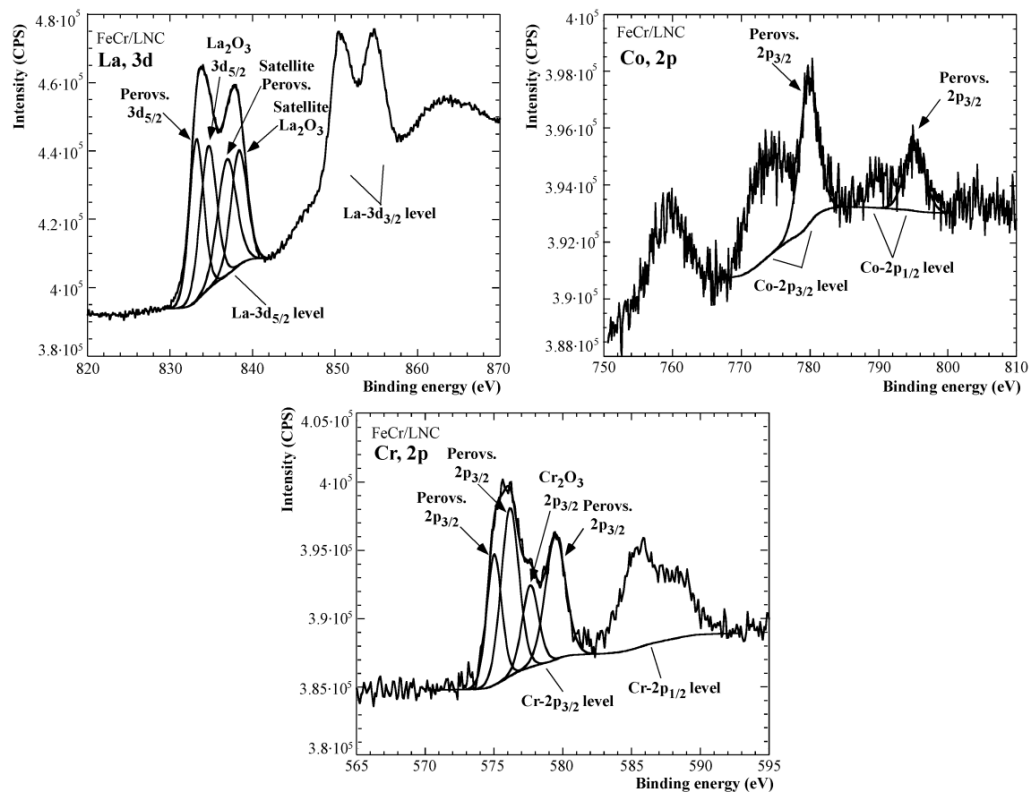 Intensity (CPS)
4.8·10⁵
4.6·10⁵
4.4·10⁵
4.2·10⁵
4·10⁵
3.8·10⁵
FeCr/LNC
La, 3d
Perovs.
3d₅/₂
La₂O₃
3d₅/₂
Satellite
Perovs.
Satellite
La₂O₃
La-3d₃/₂ level
La-3d₅/₂ level
820 830 840 850 860 870
Binding energy (eV)
Intensity (CPS)
4·10⁵
3.98·10⁵
3.96·10⁵
3.94·10⁵
3.92·10⁵
3.90·10⁵
3.88·10⁵
FeCr/LNC
Co, 2p
Perovs.
2p₃/₂
Perovs.
2p₃/₂
Co-2p₁/₂ level
Co-2p₃/₂ level
750 760 770 780 790 800 810
Binding energy (eV)
Intensity (CPS)
4.05·10⁵
4·10⁵
3.95·10⁵
3.9·10⁵
3.85·10⁵
3.8·10⁵
FeCr/LNC
Cr, 2p
Perovs.
2p₃/₂
Perovs.
2p₃/₂
Cr₂O₃
2p₃/₂
Perovs.
2p₃/₂
Cr-2p₃/₂ level
Cr-2p₁/₂ level
565 570 575 580 585 590 595
Binding energy (eV)